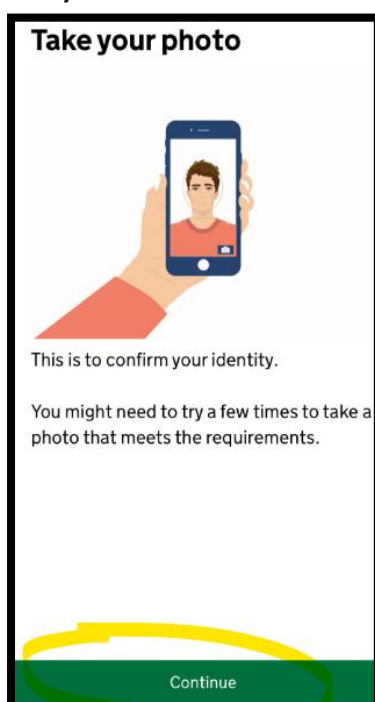 Take your photo
This is to confirm your identity.
You might need to try a few times to take a
photo that meets the requirements.
Continue